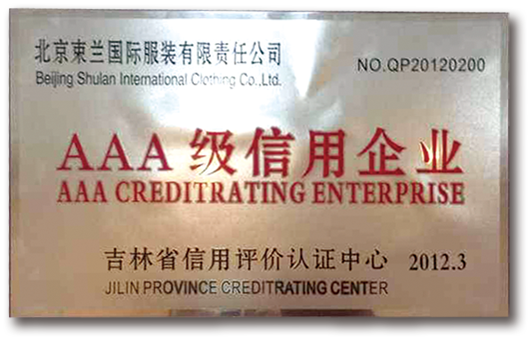 北京束兰国际服装有限责任公司
Beijing Shulan International Clothing Co.,Ltd.
NO.QP20120200
AAA级信用企业
AAA CREDITRATING ENTERPRISE
吉林省信用评价认证中心 2012.3
JILIN PROVINCE CREDITRATING CENTER